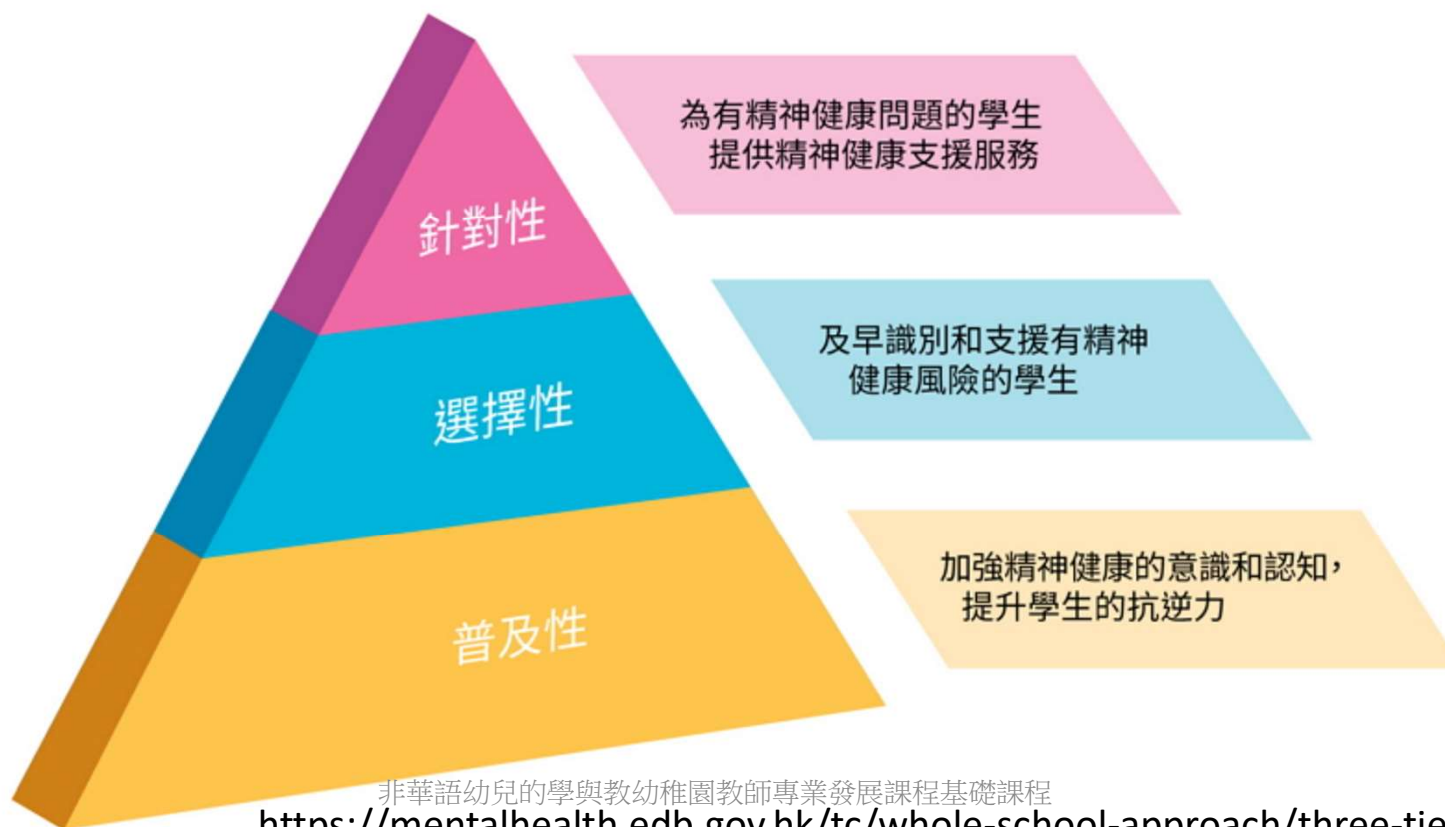 為有精神健康問題的學生
提供精神健康支援服務
針對性
及早識別和支援有精神
健康風險的學生
選擇性
加強精神健康的意識和認知，
提升學生的抗逆力
普及性
非華語幼兒的學與教幼稚園教師專業發展課程基礎課程
https://mentalhealth.edb.gov.hk/tc/whole-school-approach/three-tie